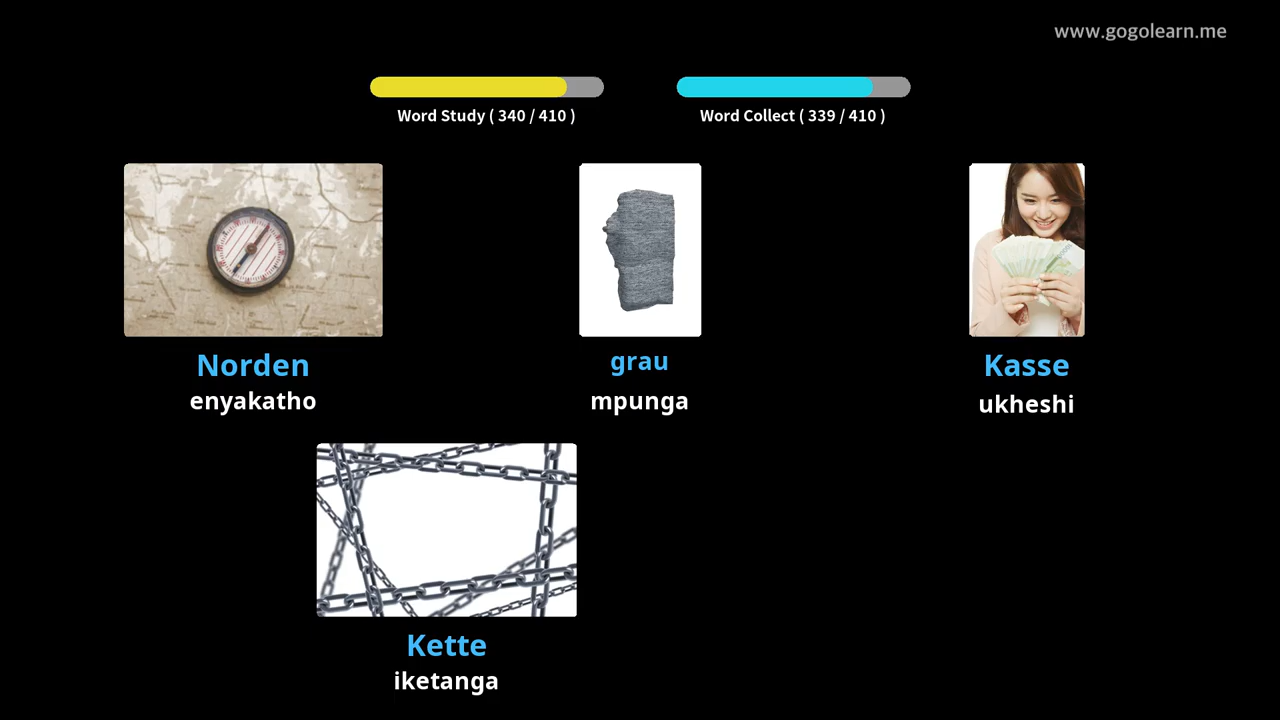 www.gogolearn.me
Word Study ( 340 / 410 )
Word Collect ( 339 / 410 )
Norden
enyakatho
grau
mpunga
Kasse
ukheshi
Kette
iketanga